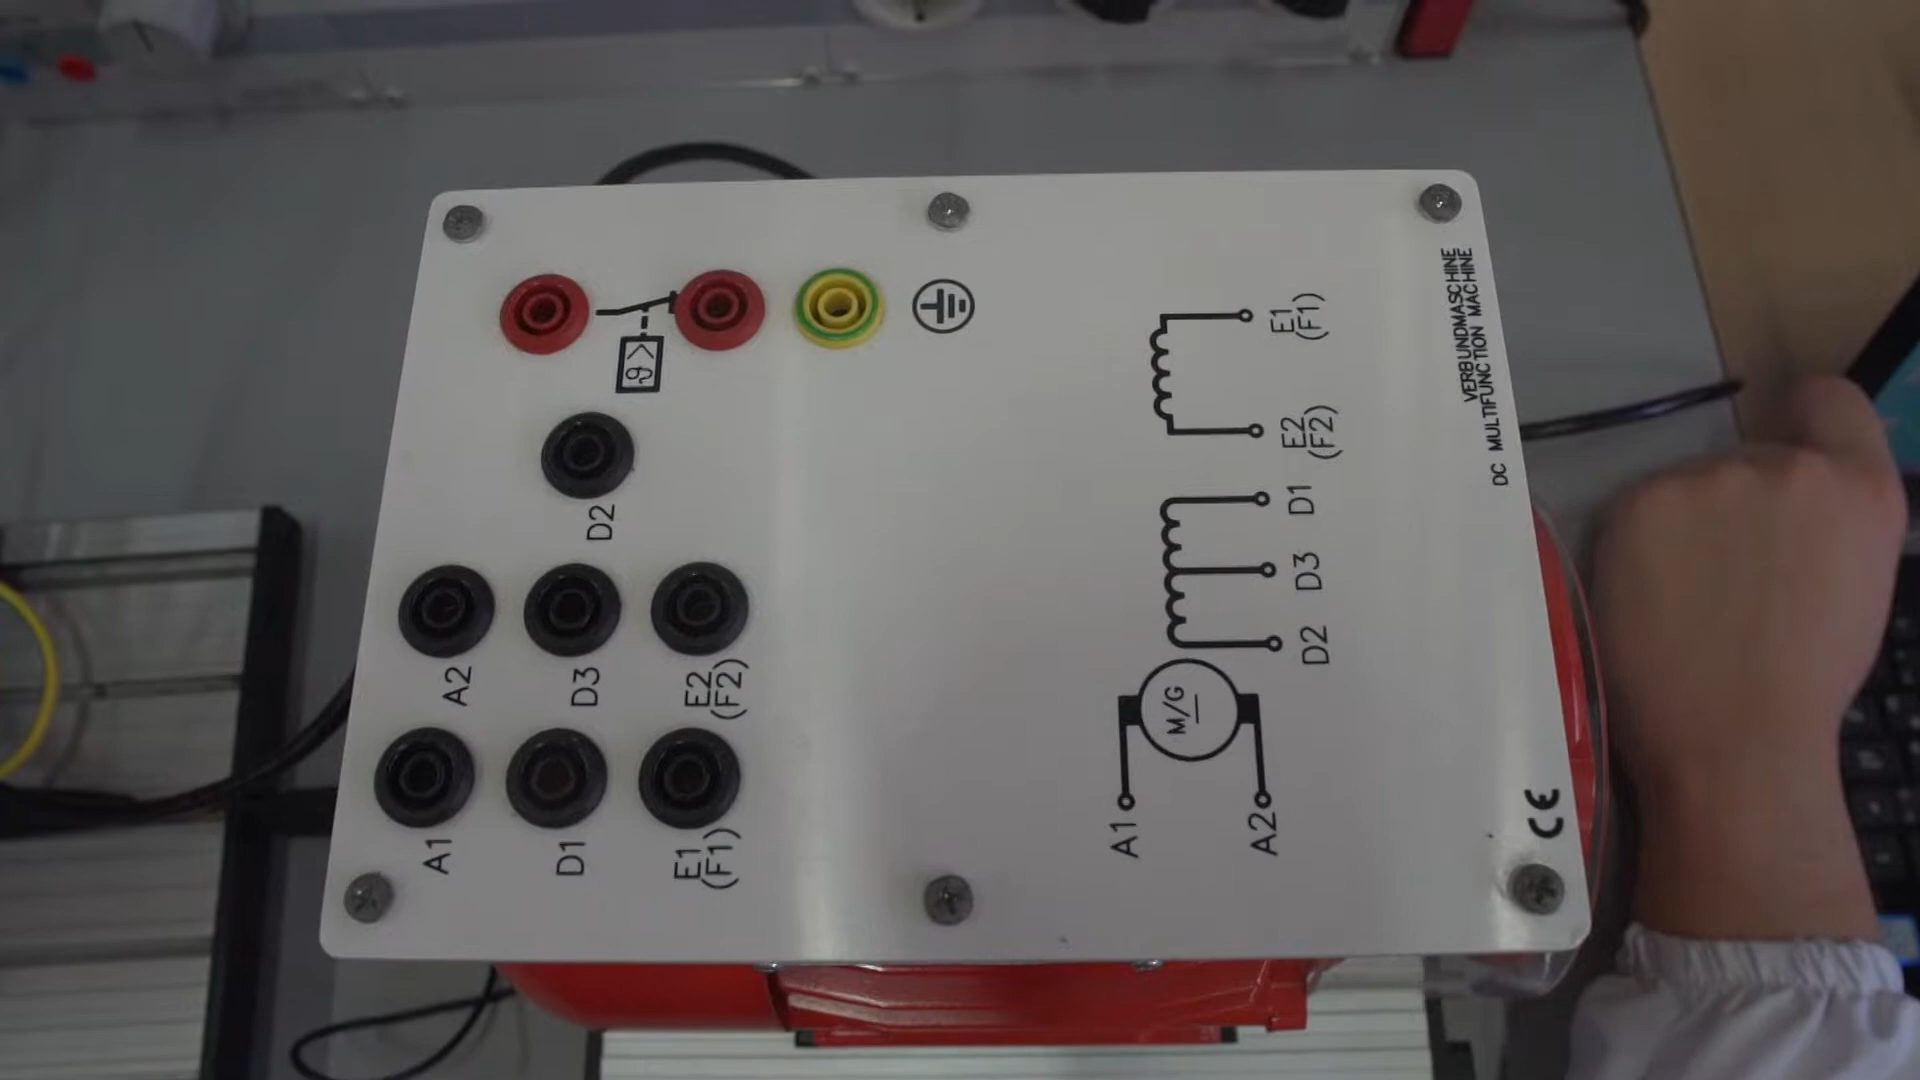 VERBUNDMASCHINE
DC MULTIFUNCTION MACHINE
ϑ>
D2
A2
D3
E2
(F2)
A1
D1
E1
(F1)
E1
(F1)
E2
(F2)
D1
D3
D2
M/G
A1
A2
CE